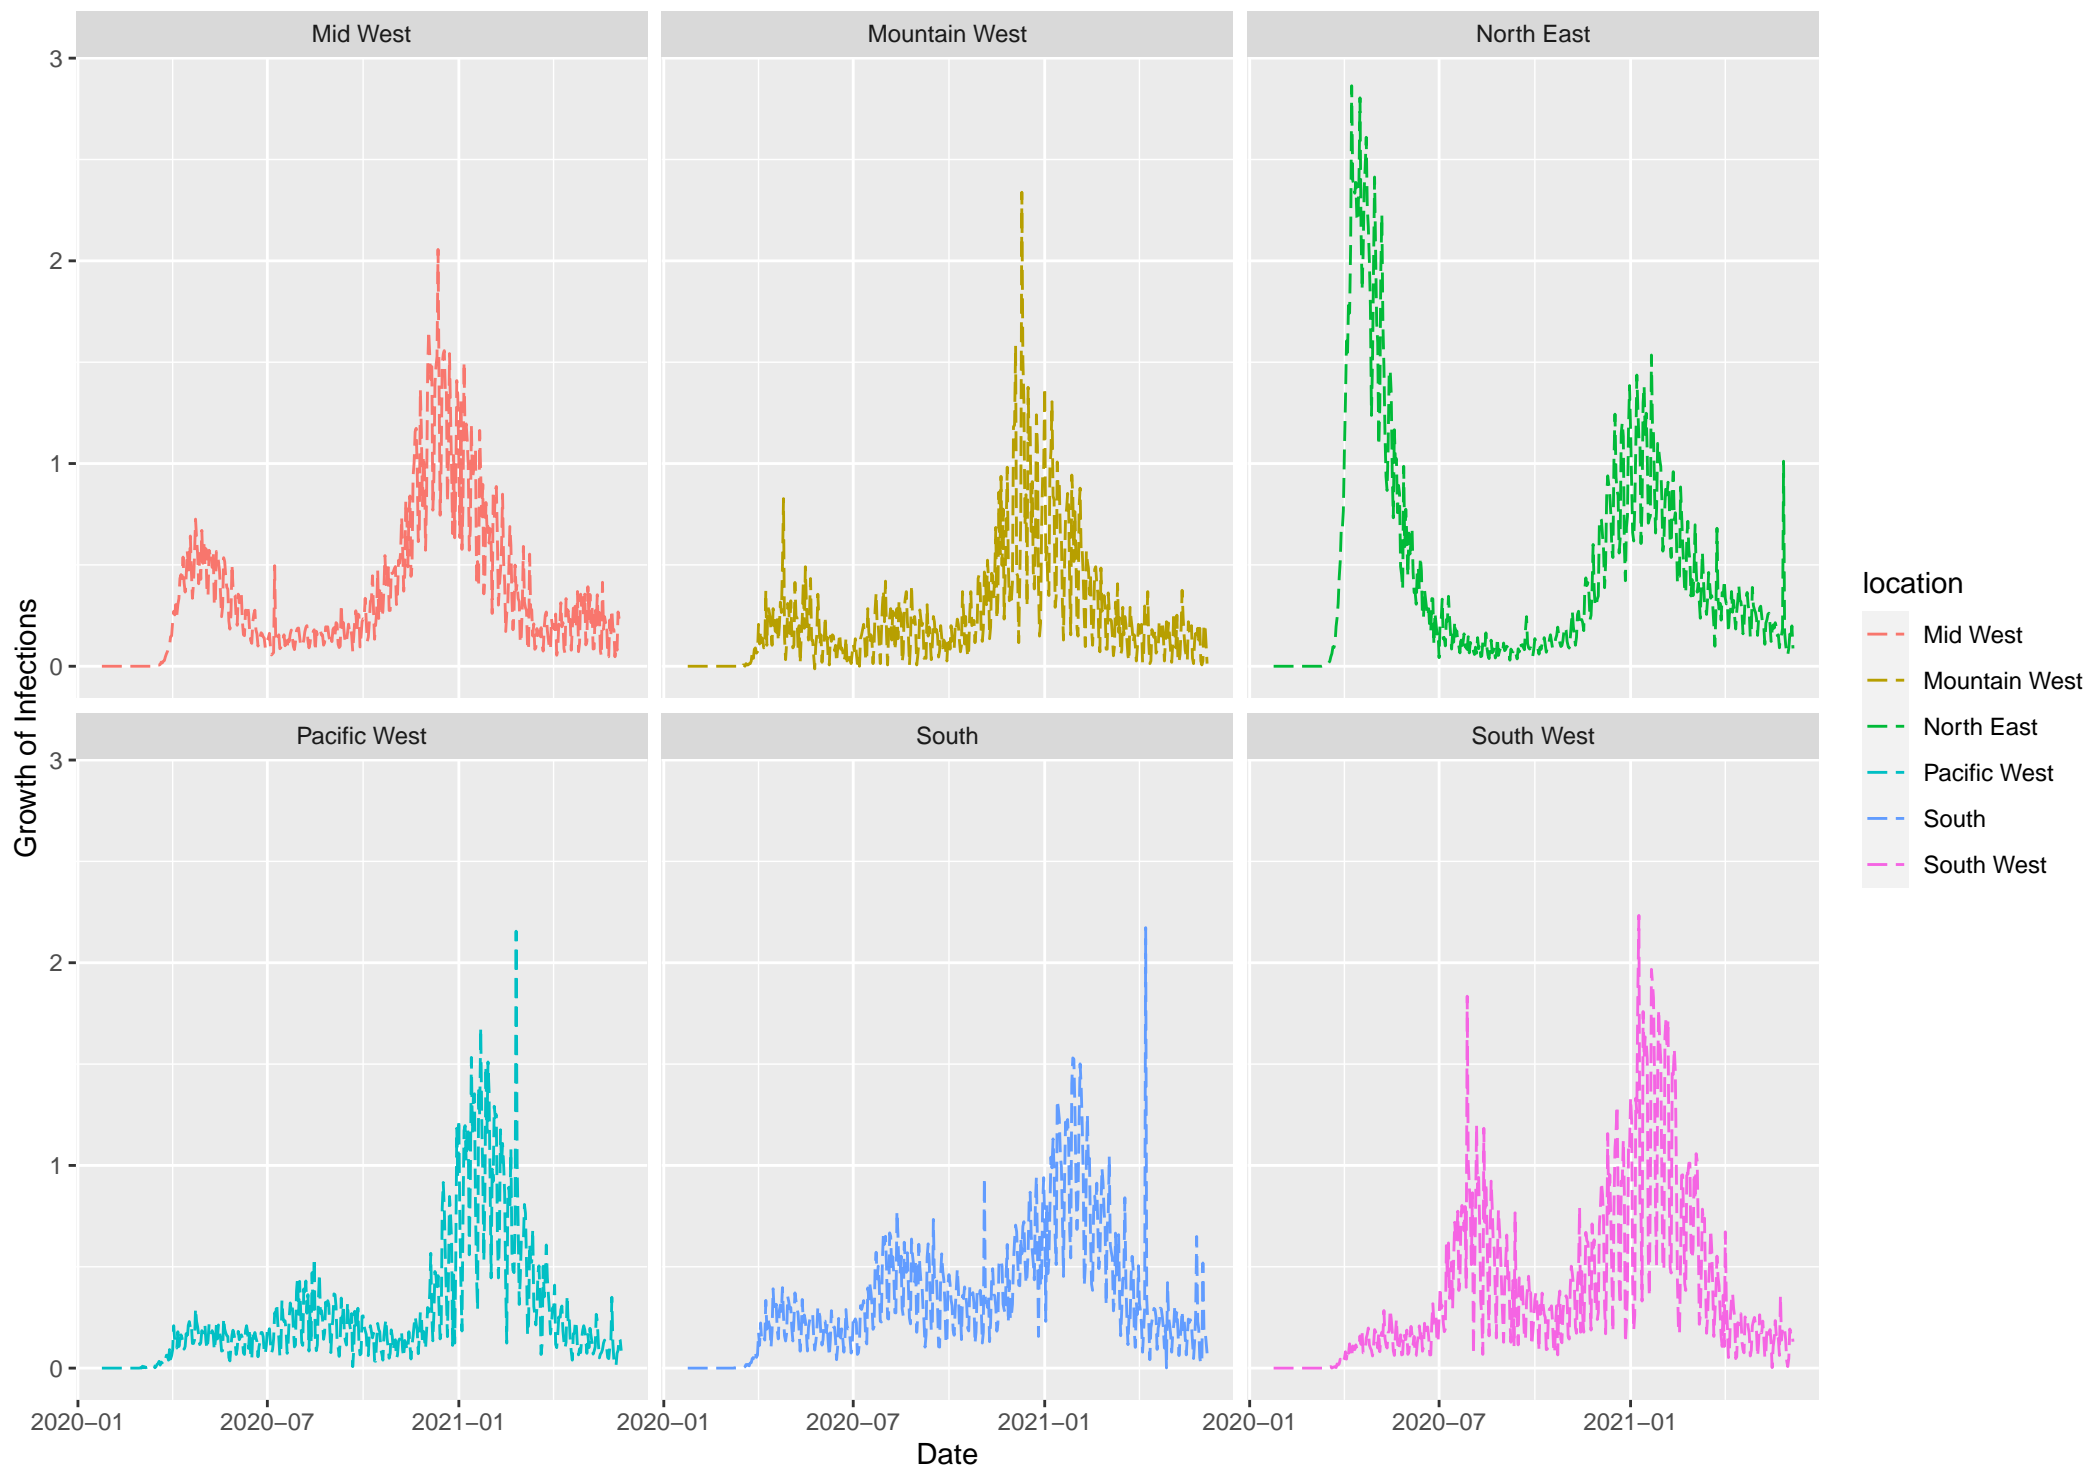 Mid West
Mountain West
North East
3
2
1
0
Pacific West
South
South West
3
2
1
0
Growth of Infections
2020−01
2020−07
2021−01
2020−01
2020−07
2021−01
2020−01
2020−07
2021−01
Date
location
Mid West
Mountain West
North East
Pacific West
South
South West